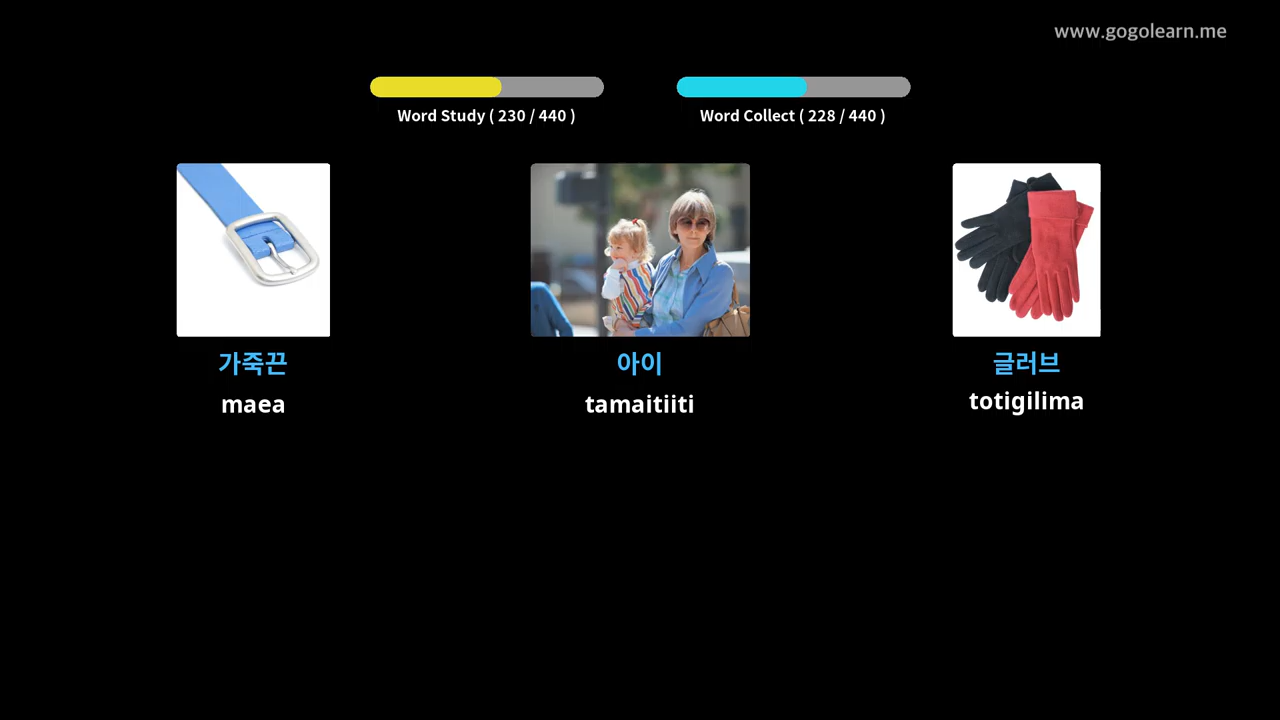 www.gogolearn.me
Word Study ( 230 / 440 )
Word Collect ( 228 / 440 )
가죽끈
maea
아이
tamaitiiti
글러브
totigilima